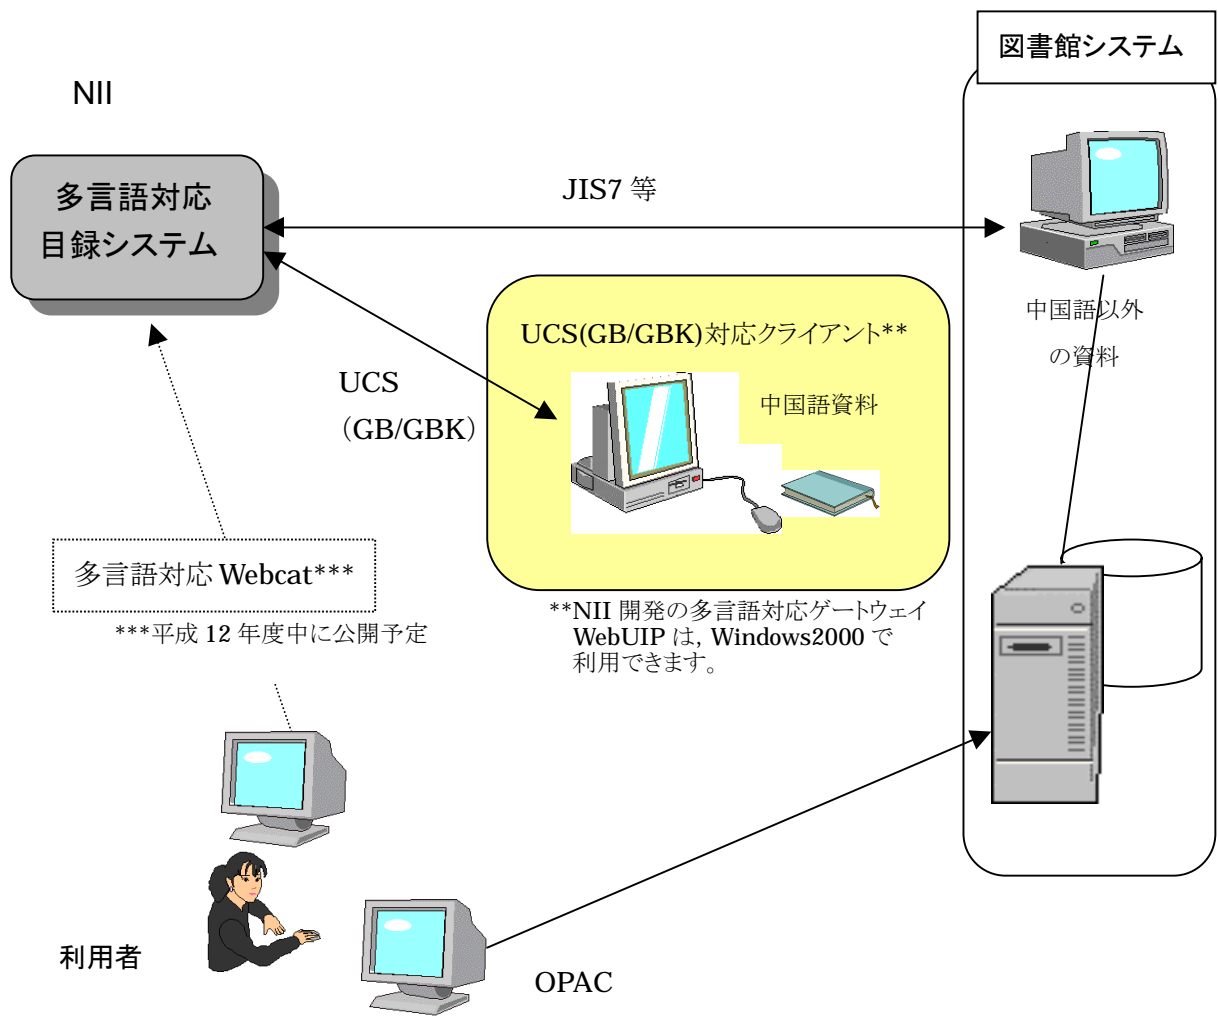 図書館システム
NII
多言語対応
目録システム
JIS7 等
中国語以外
の資料
UCS(GB/GBK)対応クライアント**
中国語資料
UCS
（GB/GBK）
多言語対応 Webcat***
***平成 12 年度中に公開予定
**NII 開発の多言語対応ゲートウェイ
WebUIP は, Windows2000 で
利用できます。
利用者
OPAC